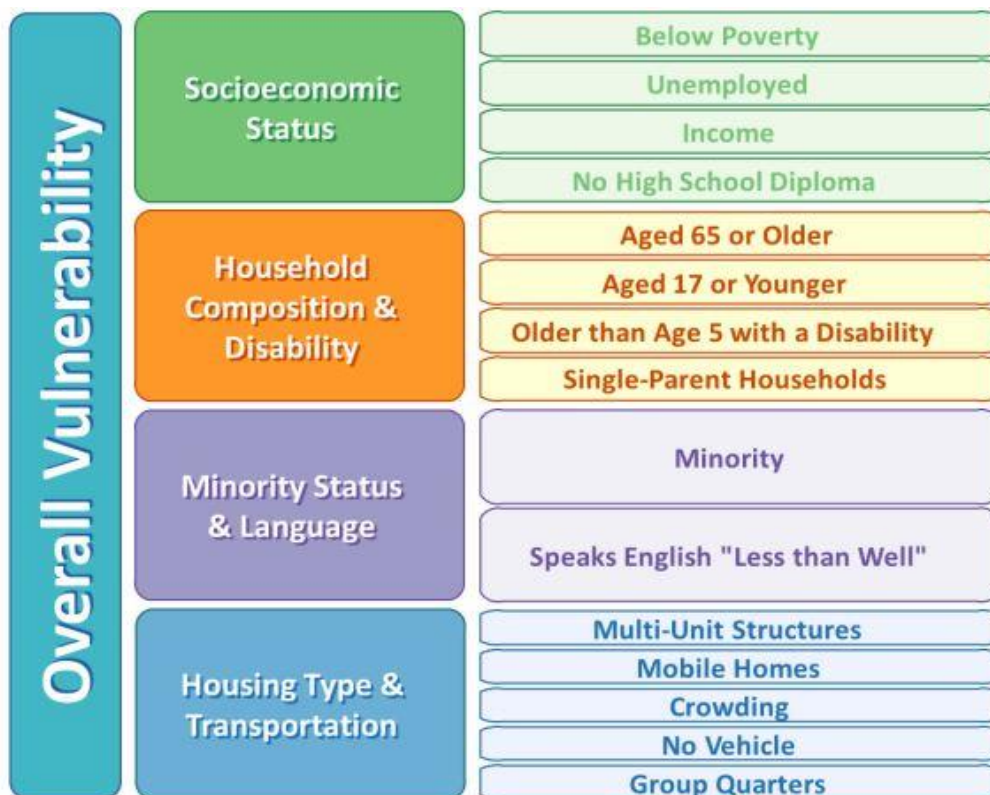 Overall Vulnerability
Socioeconomic
Status
Below Poverty
Unemployed
Income
No High School Diploma
Household
Composition &
Disability
Aged 65 or Older
Aged 17 or Younger
Older than Age 5 with a Disability
Single-Parent Households
Minority Status
& Language
Minority
Speaks English "Less than Well"
Housing Type &
Transportation
Multi-Unit Structures
Mobile Homes
Crowding
No Vehicle
Group Quarters